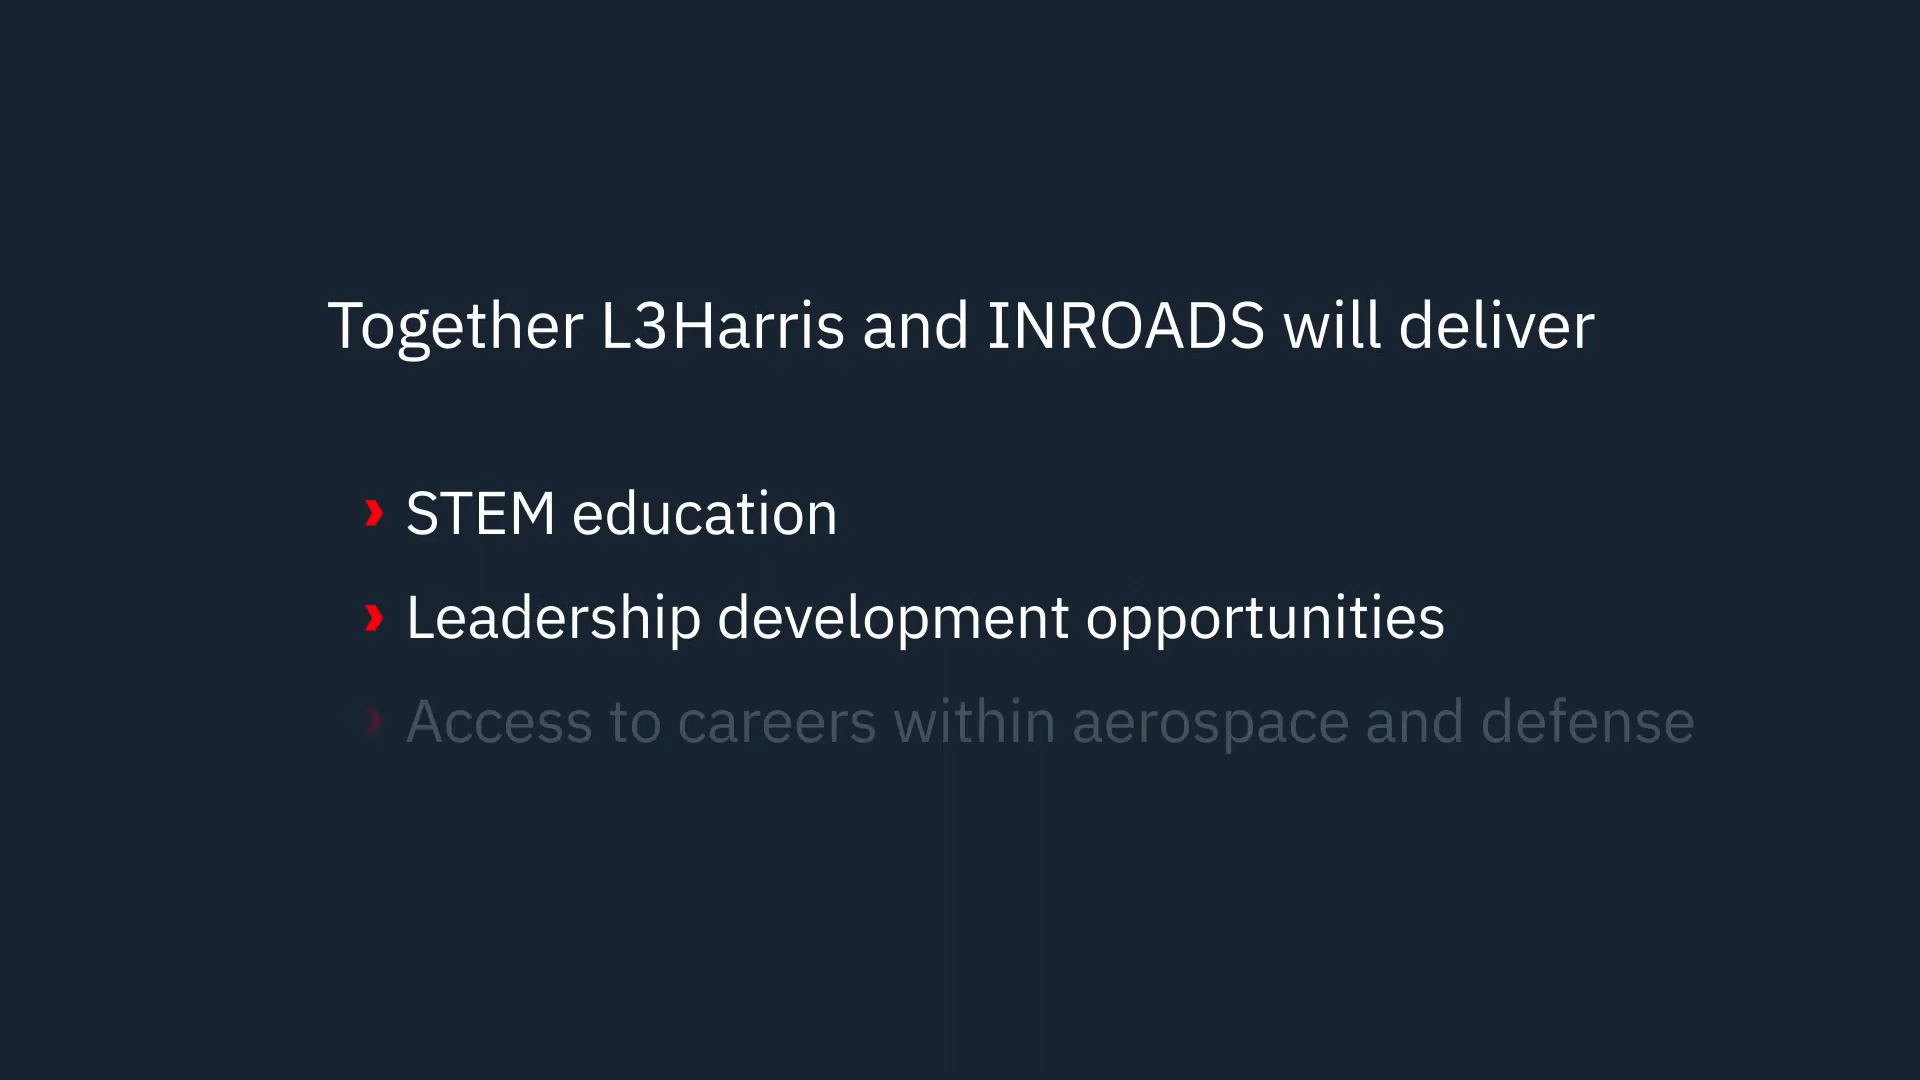 Together L3Harris and INROADS will deliver
› STEM education
› Leadership development opportunities
› Access to careers within aerospace and defense